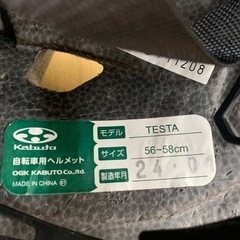 11208
Kabuto
自転車用ヘルメット
OGK KABUTO Co.,ltd.
MADE IN CHINA
モデル TESTA
サイズ 56~58cm
製造年月 24.0